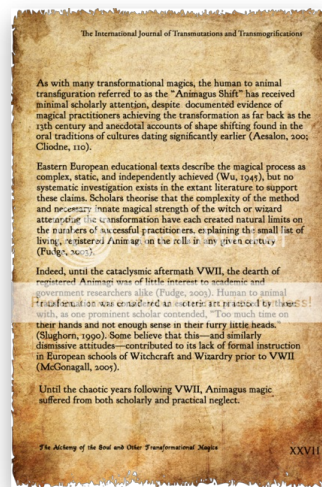 The International Journal of Transmutations and Transmogrifications
As with many transformational magics, the human to animal
transfiguration referred to as the "Animagus Shift" has received
minimal scholarly attention, despite documented evidence of
magical practitioners achieving the transformation as far back as the
13th century and anecdotal accounts of shape shifting found in the
oral traditions of cultures dating significantly earlier (Aesalon, 200;
Cliodne, 110).
Eastern European educational texts describe the magical process as
complex, static, and independently achieved (Wu, 1945), but no
systematic investigation exists in the extant literature to support
these claims. Scholars theorise that the complexity of the method
and necessary innate magical strength of the witch or wizard
attempting the transformation have each created natural limits on
the numbers of successful practitioners, explaining the small list of
living, registered Animagi on the rolls in any given century
(Fudge, 2003).
Indeed, until the cataclysmic aftermath VWII, the dearth of
registered Animagi was of little interest to academic and
government researchers alike (Fudge, 2003). Human to animal
transformation was considered an esoteric art practiced by those
with, as one prominent scholar contended, "Too much time on
their hands and not enough sense in their furry little heads."
(Slughorn, 1990). Some believe that this—and similarly
dismissive attitudes—contributed to its lack of formal instruction
in European schools of Witchcraft and Wizardry prior to VWII
(McGonagall, 2005).
Until the chaotic years following VWII, Animagus magic
suffered from both scholarly and practical neglect.
The Alchemy of the Soul and Other Transformational Magics
XXVII